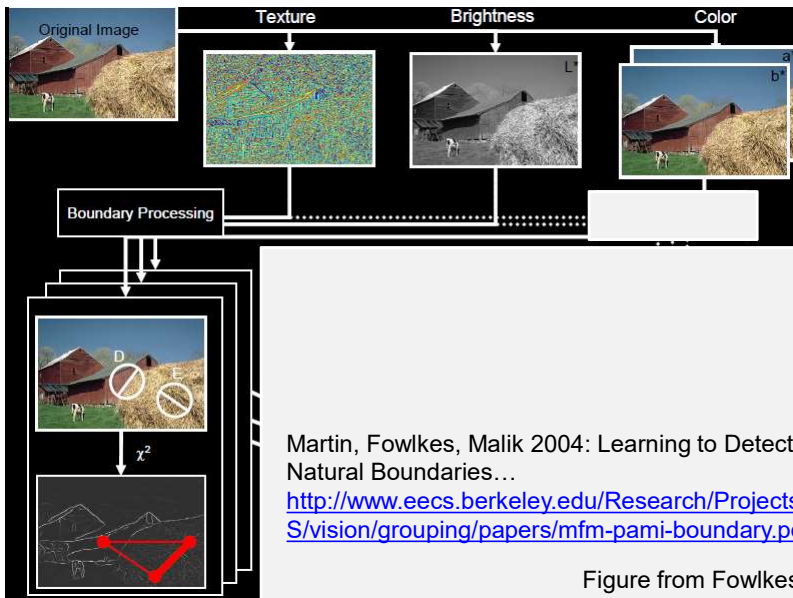 Texture
Brightness
Color
Original Image
L*
a
b*
Boundary Processing
D
E
χ²
Martin, Fowlkes, Malik 2004: Learning to Detect
Natural Boundaries…
http://www.eecs.berkeley.edu/Research/Projects
S/vision/grouping/papers/mfm-pami-boundary.p
Figure from Fowlkes